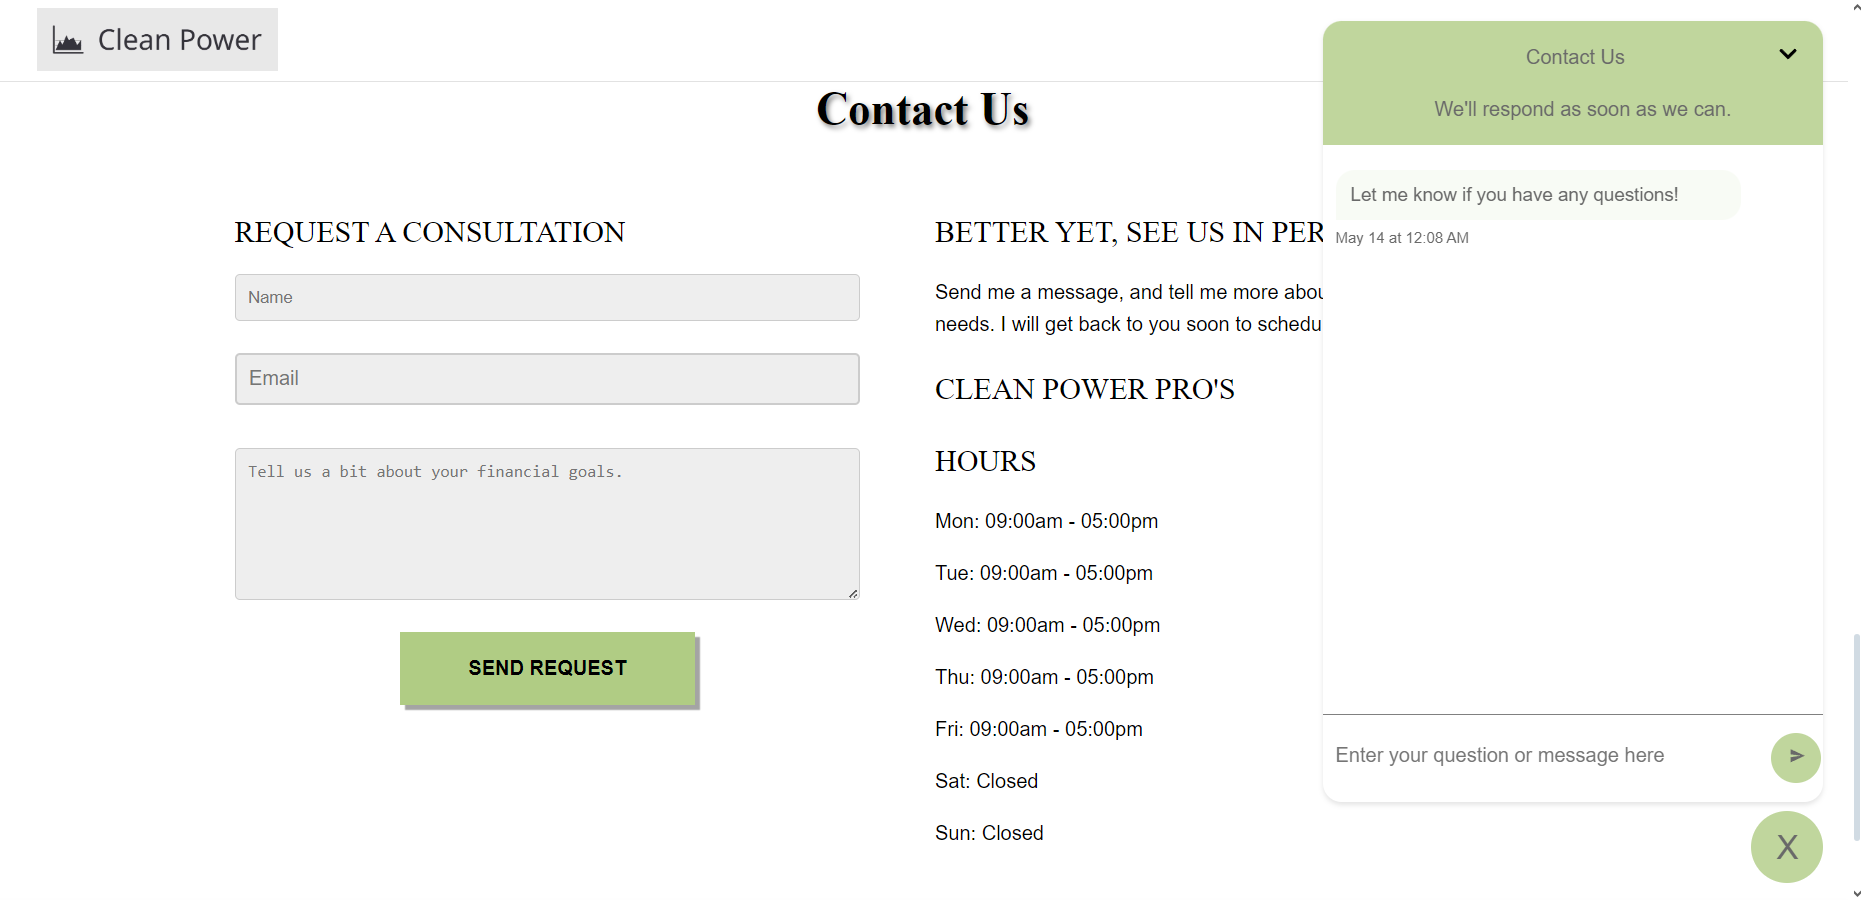 Clean Power
Contact Us
REQUEST A CONSULTATION
Name
Email
Tell us a bit about your financial goals.
SEND REQUEST
BETTER YET, SEE US IN PER
Send me a message, and tell me more abou
needs. I will get back to you soon to schedu
CLEAN POWER PRO'S
HOURS
Mon: 09:00am - 05:00pm
Tue: 09:00am - 05:00pm
Wed: 09:00am - 05:00pm
Thu: 09:00am - 05:00pm
Fri: 09:00am - 05:00pm
Sat: Closed
Sun: Closed
Contact Us
We'll respond as soon as we can.
Let me know if you have any questions!
May 14 at 12:08 AM
Enter your question or message here
X